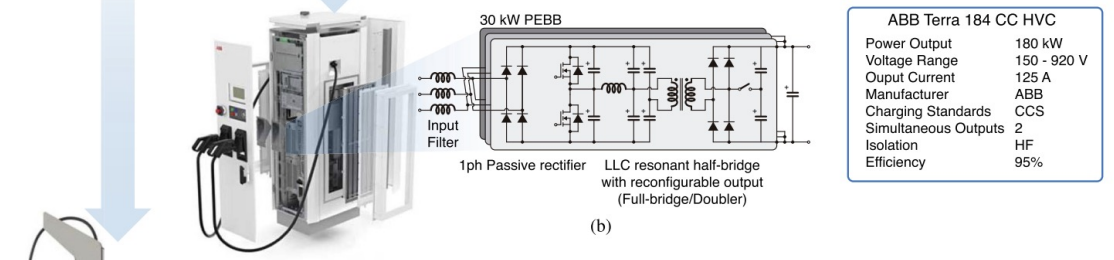 30 kW PEBB
Input
Filter
1ph Passive rectifier
LLC resonant half-bridge
with reconfigurable output
(Full-bridge/Doubler)
(b)
ABB Terra 184 CC HVC
Power Output 180 kW
Voltage Range 150 - 920 V
Ouput Current 125 A
Manufacturer ABB
Charging Standards CCS
Simultaneous Outputs 2
Isolation HF
Efficiency 95%